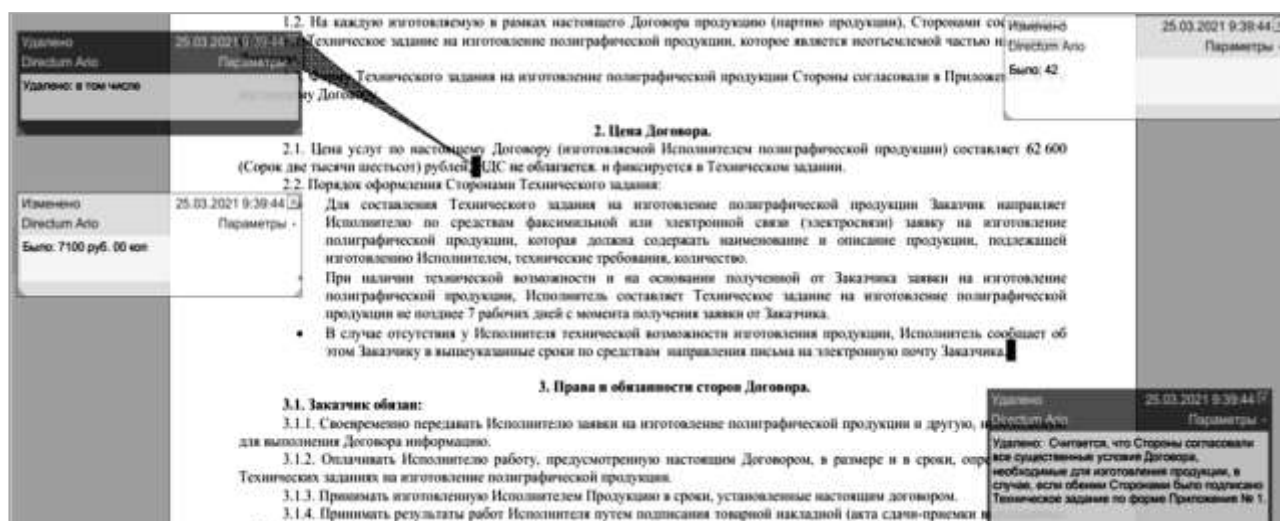 1.2. На каждую изготовляемую в рамках настоящего Договора продукцию (партию продукции), Сторонами
Техническое задание на изготовление полиграфической продукции, которое является неотъемлемой частью
Техническое задания на изготовление полиграфической продукции Стороны согласовали в
Удалено 25.03.2021 9:39:44
Directum Ario Параметры
Удалено: в том числе
Изменено 25.03.2021 9:39:44
Directum Ario Параметры
Было: 42
2. Цена Договора.
2.1. Цена услуг по настоящему Договору (изготовляемой Исполнителем полиграфической продукции) составляет 62 600
(Сорок две тысячи шестьсот) рублей, НДС не облагается. и фиксируется в Техническом задании.
2.2. Порядок оформления Сторонами Технического задания:
Изменено 25.03.2021 9:39:44
Directum Ario Параметры
Было: 7100 руб. 00 коп
Для составления Технического задания на изготовление полиграфической продукции Заказчик направляет
Исполнителю по средствам факсимильной или электронной связи (электросвязи) заявку на изготовление
полиграфической продукции, которая должна содержать наименование и описание продукции, подлежащей
изготовлению Исполнителем, технические требования, количество.
При наличии технической возможности и на основании полученной от Заказчика заявки на изготовление
полиграфической продукции, Исполнитель составляет Техническое задание на изготовление полиграфической
продукции не позднее 7 рабочих дней с момента получения заявки от Заказчика.
• В случае отсутствия у Исполнителя технической возможности изготовления продукции, Исполнитель сообщает об
этом Заказчику в вышеуказанные сроки по средствам направления письма на электронную почту Заказчика.
3. Права и обязанности сторон Договора.
3.1. Заказчик обязан:
3.1.1. Своевременно передавать Исполнителю заявки на изготовление полиграфической продукции и другую,
для выполнения Договора информацию.
3.1.2. Оплачивать Исполнителю работу, предусмотренную настоящим Договором, в размере и в сроки,
Технических заданиях на изготовление полиграфической продукции.
3.1.3. Принимать изготовленную Исполнителем Продукцию в сроки, установленные настоящим договором.
3.1.4. Принимать результаты работ Исполнителя путем подписания товарной накладной (акта сдачи-приемки
Удалено 25.03.2021 9:39:44
Directum Ario Параметры
Удалено: Считается, что Стороны согласовали
все существенные условия Договора,
необходимые для изготовления продукции, в
случае, если обеими Сторонами было подписано
Техническое задание по форме Приложения № 1.